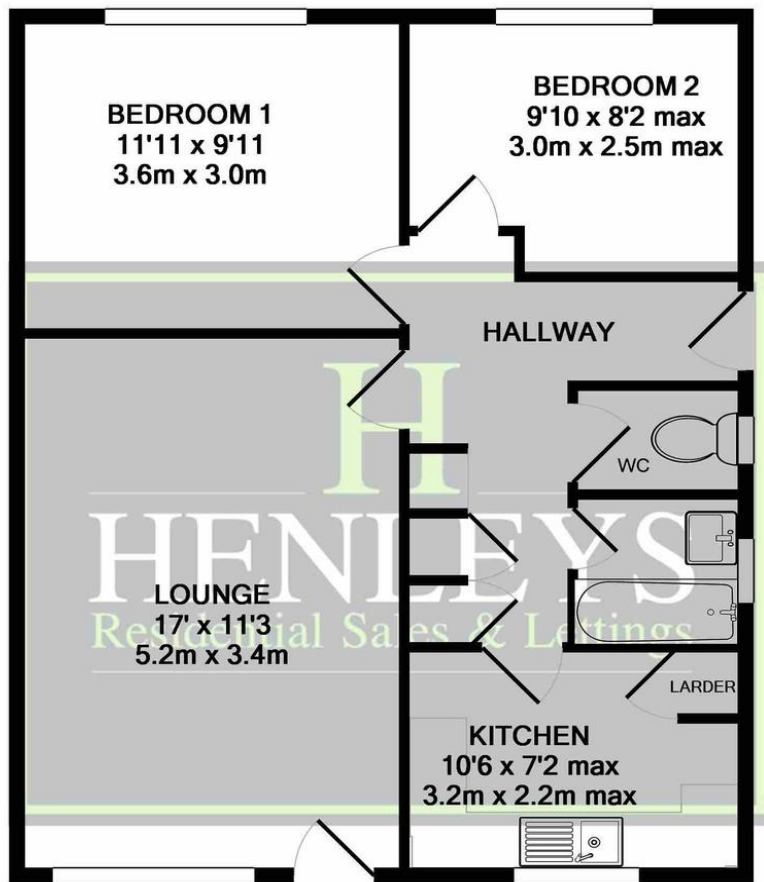 BEDROOM 1
11'11 x 9'11
3.6m x 3.0m
BEDROOM 2
9'10 x 8'2 max
3.0m x 2.5m max
HALLWAY
WC
H
HENLEYS
Residential Sales & Lettings
LOUNGE
17' x 11'3
5.2m x 3.4m
LARDER
KITCHEN
10'6 x 7'2 max
3.2m x 2.2m max